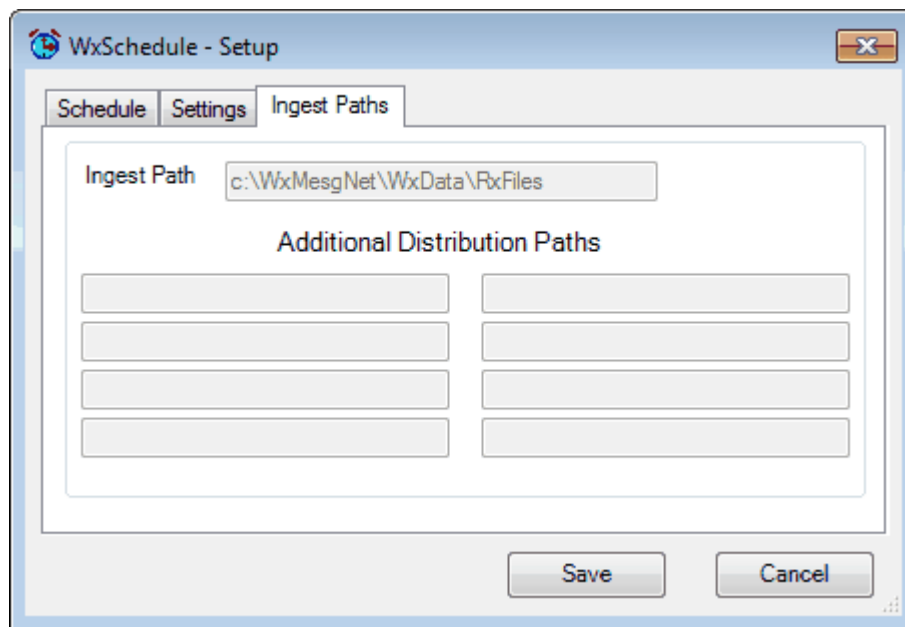 WxSchedule - Setup
Schedule Settings Ingest Paths
Ingest Path c:\WxMesgNet\WxData\RxFiles
Additional Distribution Paths
Save Cancel